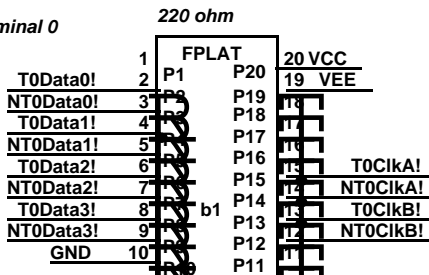 minal 0
220 ohm
FPLAT
1 P1 P20 20 VCC
T0Data0! 2 19 VEE
NT0Data0! 3 P19
T0Data1! 4 P18
NT0Data1! 5 P17
T0Data2! 6 P16 T0ClkA!
NT0Data2! 7 P15 NT0ClkA!
T0Data3! 8 b1 P14 T0ClkB!
NT0Data3! 9 P13 NT0ClkB!
GND 10 P12
P11